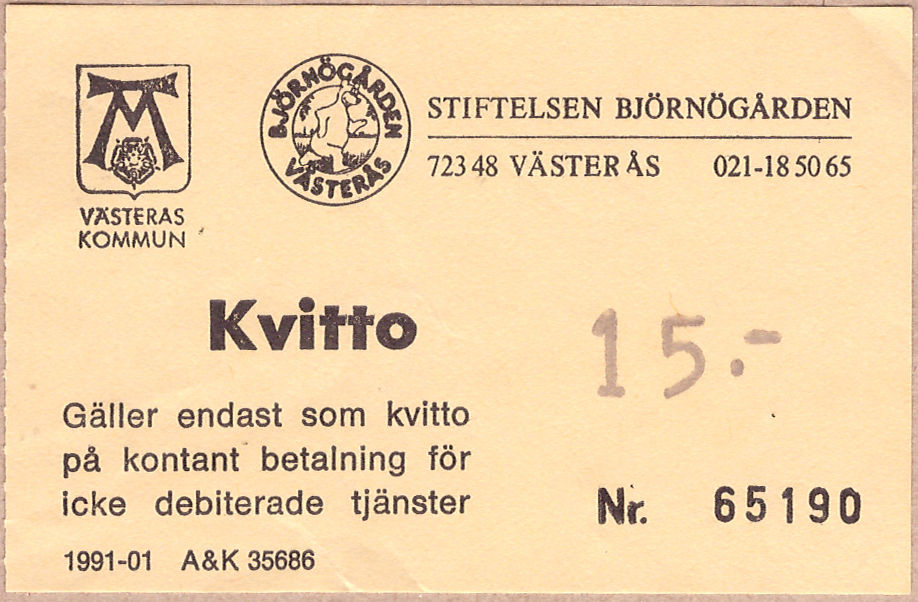 VÄSTERÅS
KOMMUN
BJÖRNÖGÅRDEN
VÄSTERÅS
STIFTELSEN BJÖRNÖGÅRDEN
723 48 VÄSTERÅS 021-18 50 65
Kvitto
15.-
Gäller endast som kvitto
på kontant betalning för
icke debiterade tjänster
Nr. 65190
1991-01 A&K 35686